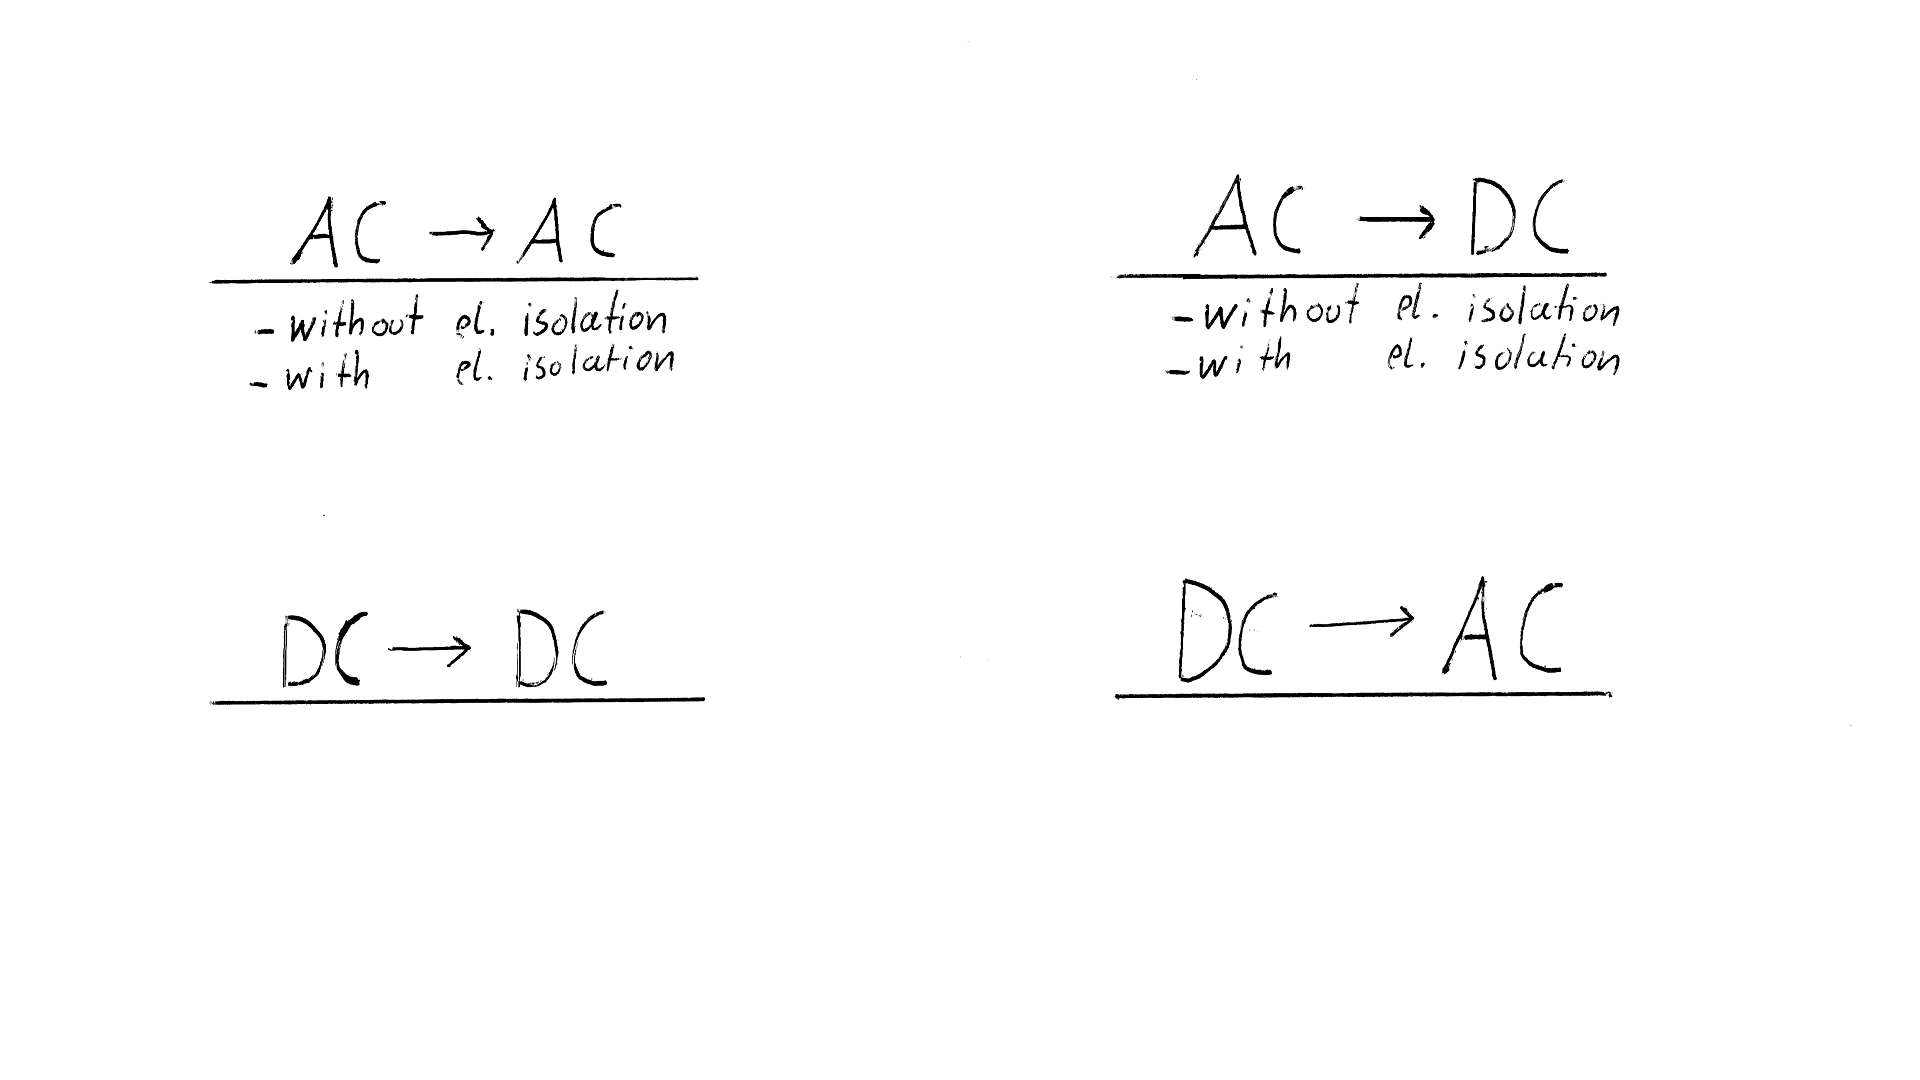 AC → AC
- without el. isolation
- with el. isolation
AC → DC
- without el. isolation
- with el. isolation
DC → DC
DC → AC